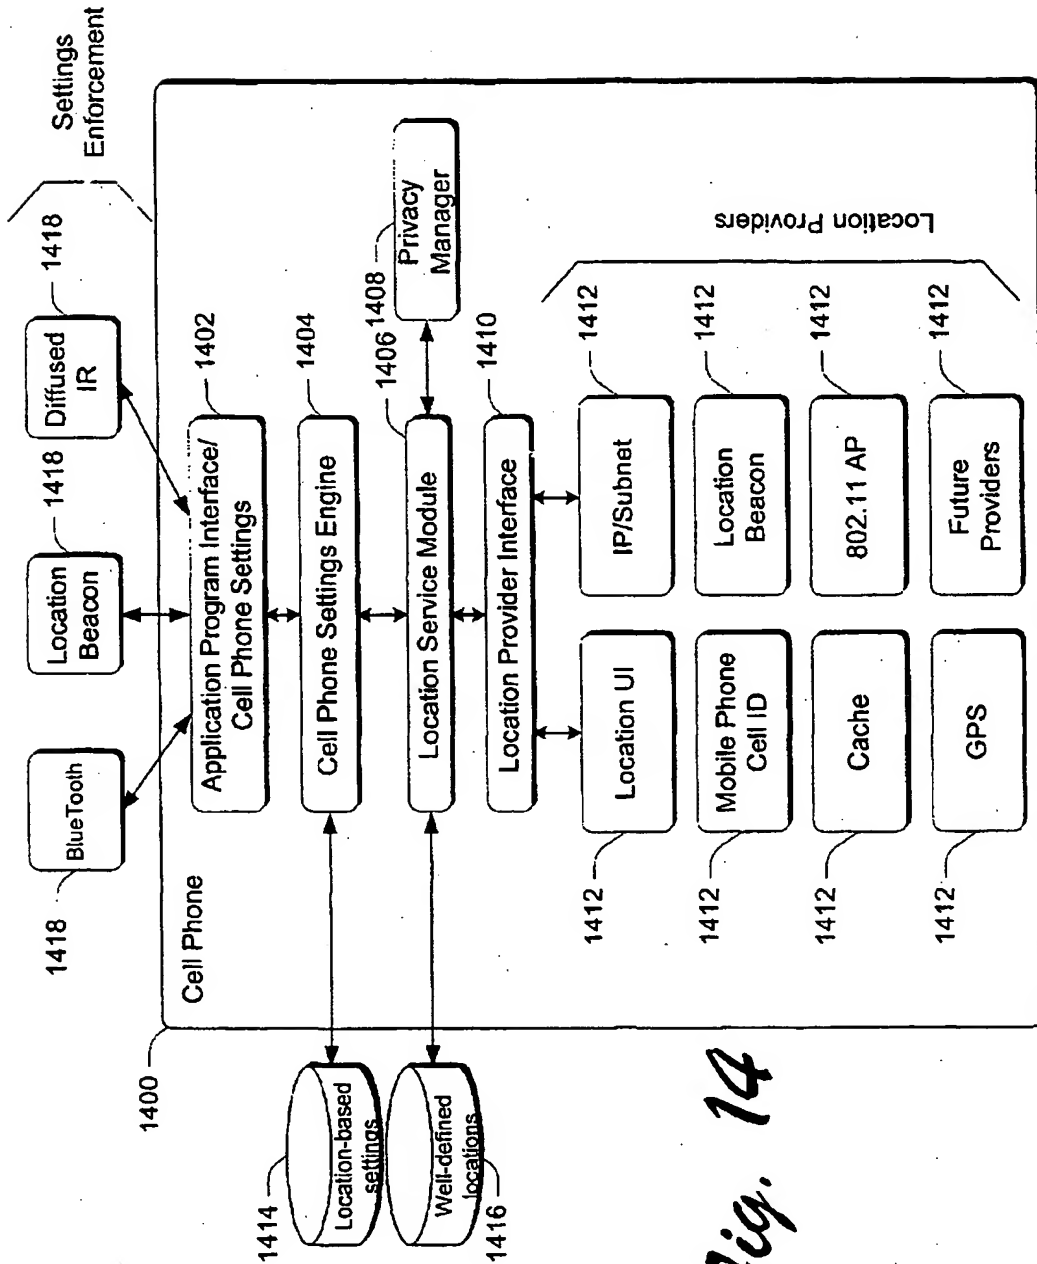 Settings
Enforcement
1418
BlueTooth
1418
Location
Beacon
1418
Diffused
IR
1400
Cell Phone
1402
Application Program Interface/
Cell Phone Settings
1404
Cell Phone Settings Engine
1414
Location-based
settings
1406
Location Service Module
1408
Privacy
Manager
1416
Well-defined
locations
1410
Location Provider Interface
Location Providers
1412
Location UI
1412
IP/Subnet
1412
Mobile Phone
Cell ID
1412
Location
Beacon
1412
Cache
1412
802.11 AP
1412
GPS
1412
Future
Providers
Fig. 14